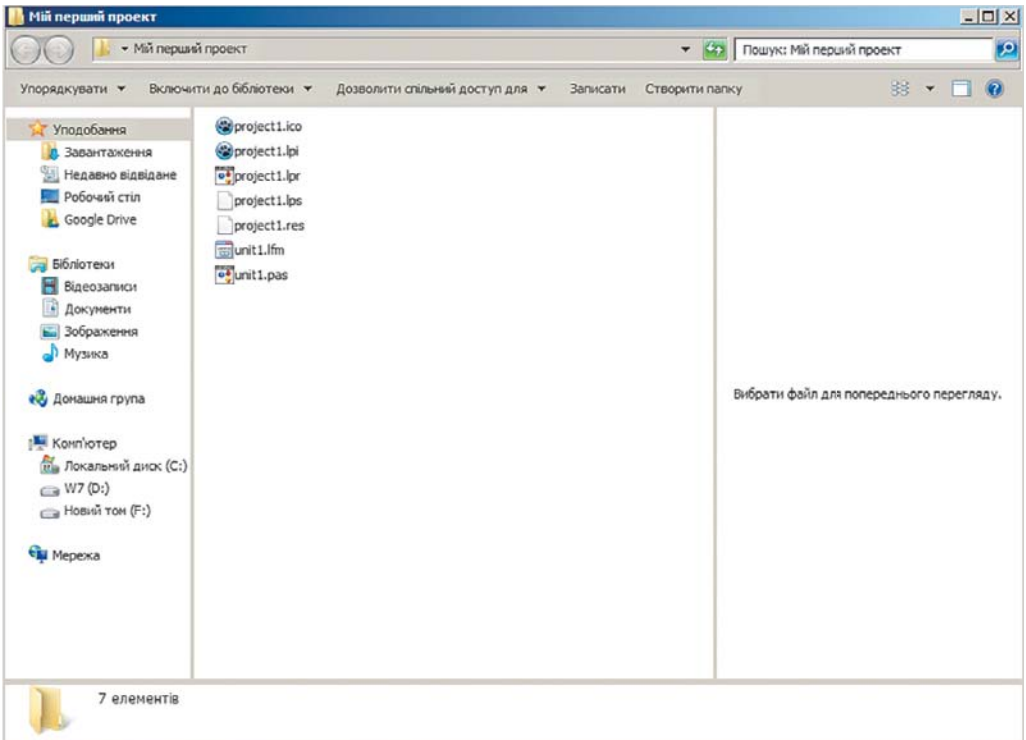 Мій перший проект
Мій перший проект
Пошук: Мій перший проект
Упорядкувати Включити до бібліотеки Дозволити спільний доступ для Записати Створити папку
Уподобання
Завантаження
Недавно відвідане
Робочий стіл
Google Drive
Бібліотеки
Відеозаписи
Документи
Зображення
Музика
Домашня група
Комп'ютер
Локальний диск (C:)
W7 (D:)
Новий том (F:)
Мережа
project1.ico
project1.lpi
project1.lpr
project1.lps
project1.res
unit1.lfm
unit1.pas
Вибрати файл для попереднього перегляду.
7 елементів